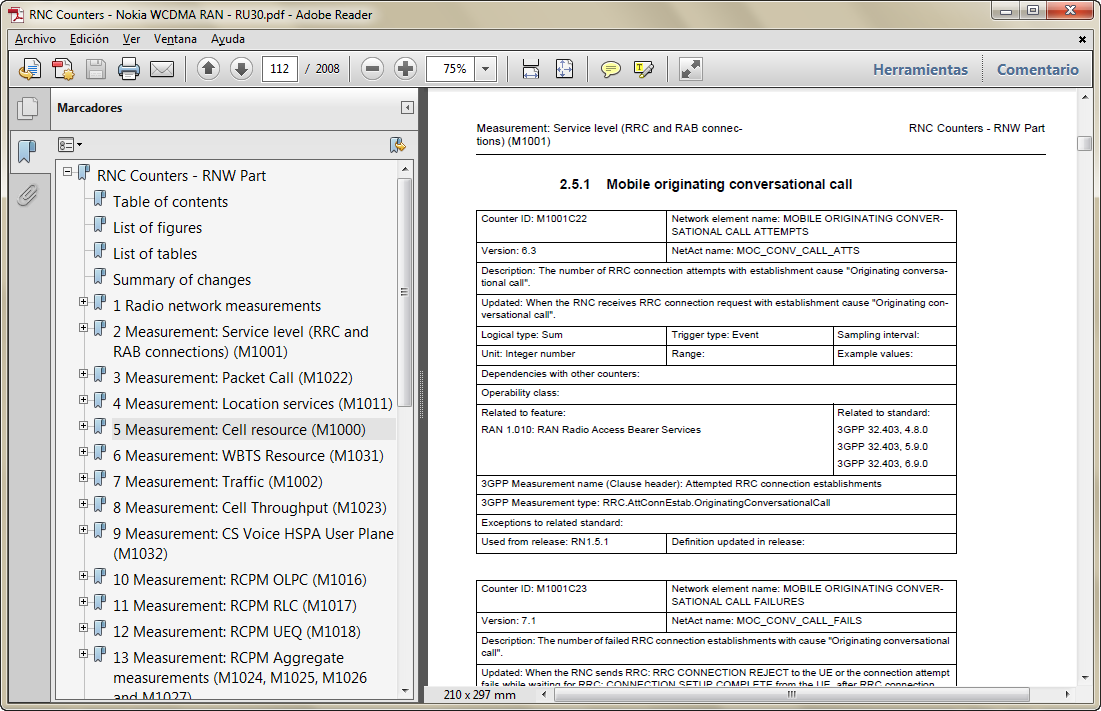 RNC Counters - Nokia WCDMA RAN - RU30.pdf - Adobe Reader
Archivo Edición Ver Ventana Ayuda
112 / 2008 75% Herramientas Comentario
Marcadores
RNC Counters - RNW Part
Table of contents
List of figures
List of tables
Summary of changes
1 Radio network measurements
2 Measurement: Service level (RRC and
RAB connections) (M1001)
3 Measurement: Packet Call (M1022)
4 Measurement: Location services (M1011)
5 Measurement: Cell resource (M1000)
6 Measurement: WBTS Resource (M1031)
7 Measurement: Traffic (M1002)
8 Measurement: Cell Throughput (M1023)
9 Measurement: CS Voice HSPA User Plane
(M1032)
10 Measurement: RCPM OLPC (M1016)
11 Measurement: RCPM RLC (M1017)
12 Measurement: RCPM UEQ (M1018)
13 Measurement: RCPM Aggregate
measurements (M1024, M1025, M1026
and M1027)
Measurement: Service level (RRC and RAB connec- RNC Counters - RNW Part
tions) (M1001)
2.5.1 Mobile originating conversational call
Counter ID: M1001C22 Network element name: MOBILE ORIGINATING CONVER-
SATIONAL CALL ATTEMPTS
Version: 6.3 NetAct name: MOC_CONV_CALL_ATTS
Description: The number of RRC connection attempts with establishment cause "Originating conversa-
tional call".
Updated: When the RNC receives RRC connection request with establishment cause "Originating con-
versational call".
Logical type: Sum Trigger type: Event Sampling interval:
Unit: Integer number Range: Example values:
Dependencies with other counters:
Operability class:
Related to feature: Related to standard:
RAN 1.010: RAN Radio Access Bearer Services 3GPP 32.403, 4.8.0
3GPP 32.403, 5.9.0
3GPP 32.403, 6.9.0
3GPP Measurement name (Clause header): Attempted RRC connection establishments
3GPP Measurement type: RRC.AttConnEstab.OriginatingConversationalCall
Exceptions to related standard:
Used from release: RN1.5.1 Definition updated in release:
Counter ID: M1001C23 Network element name: MOBILE ORIGINATING CONVER-
SATIONAL CALL FAILURES
Version: 7.1 NetAct name: MOC_CONV_CALL_FAILS
Description: The number of failed RRC connection establishments with cause "Originating conversational
call".
Updated: When the RNC sends RRC: RRC CONNECTION REJECT to the UE or the connection attempt
fails while waiting for RRC: CONNECTION SETUP COMPLETE from the UE, after RRC connection
210 x 297 mm